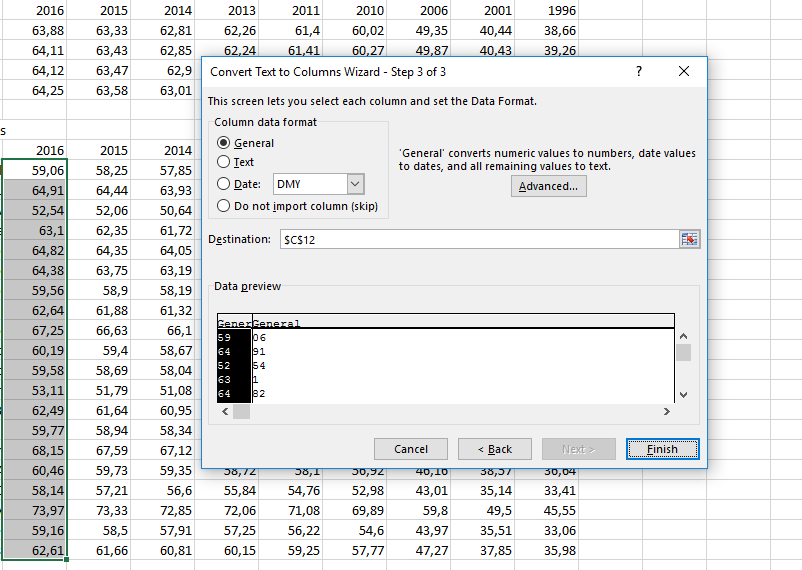 2016 2015 2014 2013 2011 2010 2006 2001 1996
63,88 63,33 62,81 62,26 61,4 60,02 49,35 40,44 38,66
64,11 63,43 62,85 62,24 61,41 60,27 49,87 40,43 39,26
64,12 63,47 62,9
64,25 63,58 63,01
s
2016 2015 2014
59,06 58,25 57,85
64,91 64,44 63,93
52,54 52,06 50,64
63,1 62,35 61,72
64,82 64,35 64,05
64,38 63,75 63,19
59,56 58,9 58,19
62,64 61,88 61,32
67,25 66,63 66,1
60,19 59,4 58,67
59,58 58,69 58,04
53,11 51,79 51,08
62,49 61,64 60,95
59,77 58,94 58,34
68,15 67,59 67,12
60,46 59,73 59,35 58,72 58,1 56,92 46,16 38,57 36,64
58,14 57,21 56,6 55,84 54,76 52,98 43,01 35,14 33,41
73,97 73,33 72,85 72,06 71,08 69,89 59,8 49,5 45,55
59,16 58,5 57,91 57,25 56,22 54,6 43,97 35,51 33,06
62,61 61,66 60,81 60,15 59,25 57,77 47,27 37,85 35,98
Convert Text to Columns Wizard - Step 3 of 3 ?
This screen lets you select each column and set the Data Format.
Column data format
General
Text
Date: DMY
Do not import column (skip)
'General' converts numeric values to numbers, date values
to dates, and all remaining values to text.
Advanced...
Destination: $C$12
Data preview
Gener General
59 06
64 91
52 54
63 1
64 82
Cancel < Back Next > Finish